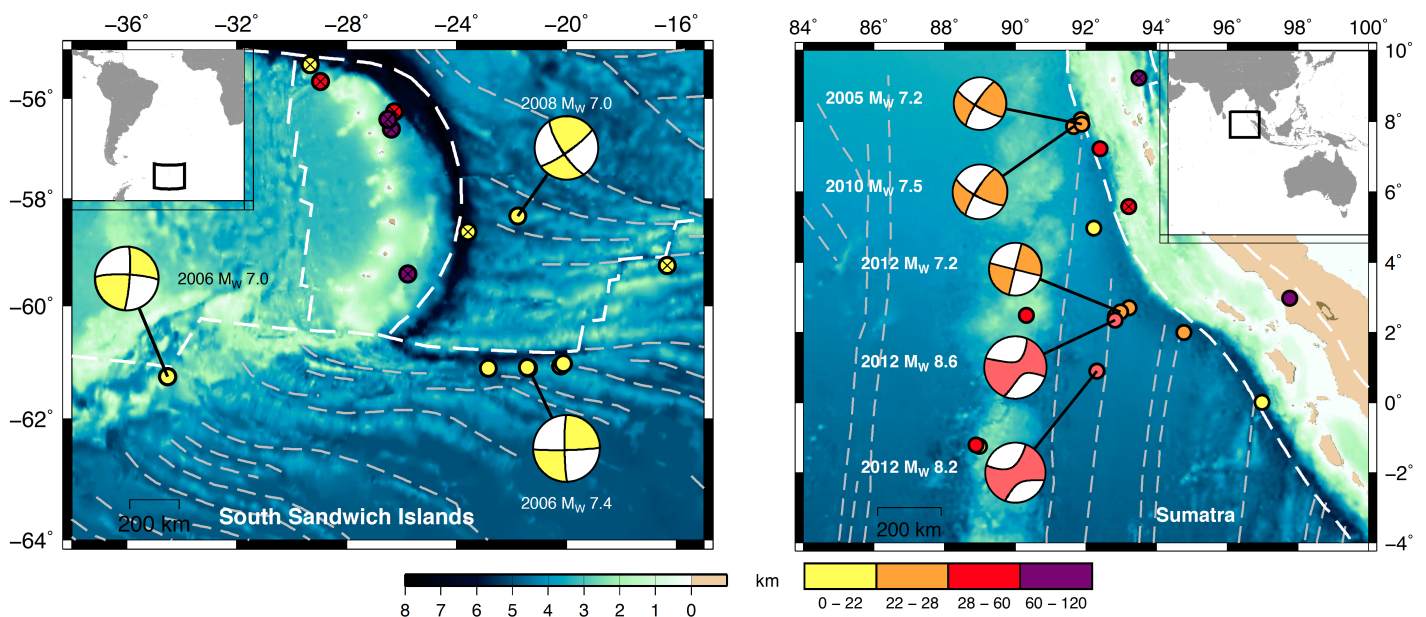 −36° −32° −28° −24° −20° −16°
−56°
−58°
−60°
−62°
−64°
2008 MW 7.0
2006 MW 7.0
2006 MW 7.4
200 km
South Sandwich Islands
8 7 6 5 4 3 2 1 0
km
84° 86° 88° 90° 92° 94° 96° 98° 100°
10°
8°
6°
4°
2°
0°
−2°
−4°
2005 MW 7.2
2010 MW 7.5
2012 MW 7.2
2012 MW 8.6
2012 MW 8.2
200 km
Sumatra
0 − 22 22 − 28 28 − 60 60 − 120